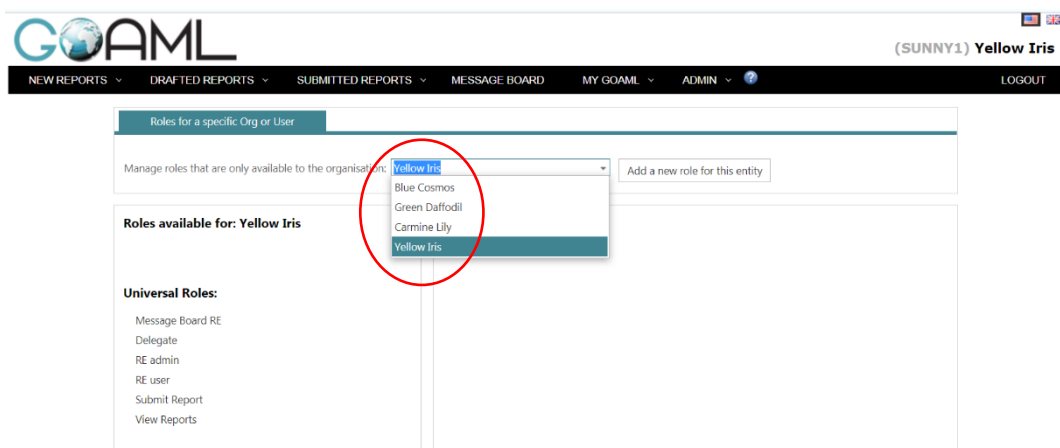 GOAML
(SUNNY1) Yellow Iris
NEW REPORTS DRAFTED REPORTS SUBMITTED REPORTS MESSAGE BOARD MY GOAML ADMIN ? LOGOUT
Roles for a specific Org or User
Manage roles that are only available to the organisation: Yellow Iris Add a new role for this entity
Blue Cosmos
Green Daffodil
Carmine Lily
Yellow Iris
Roles available for: Yellow Iris
Universal Roles:
Message Board RE
Delegate
RE admin
RE user
Submit Report
View Reports